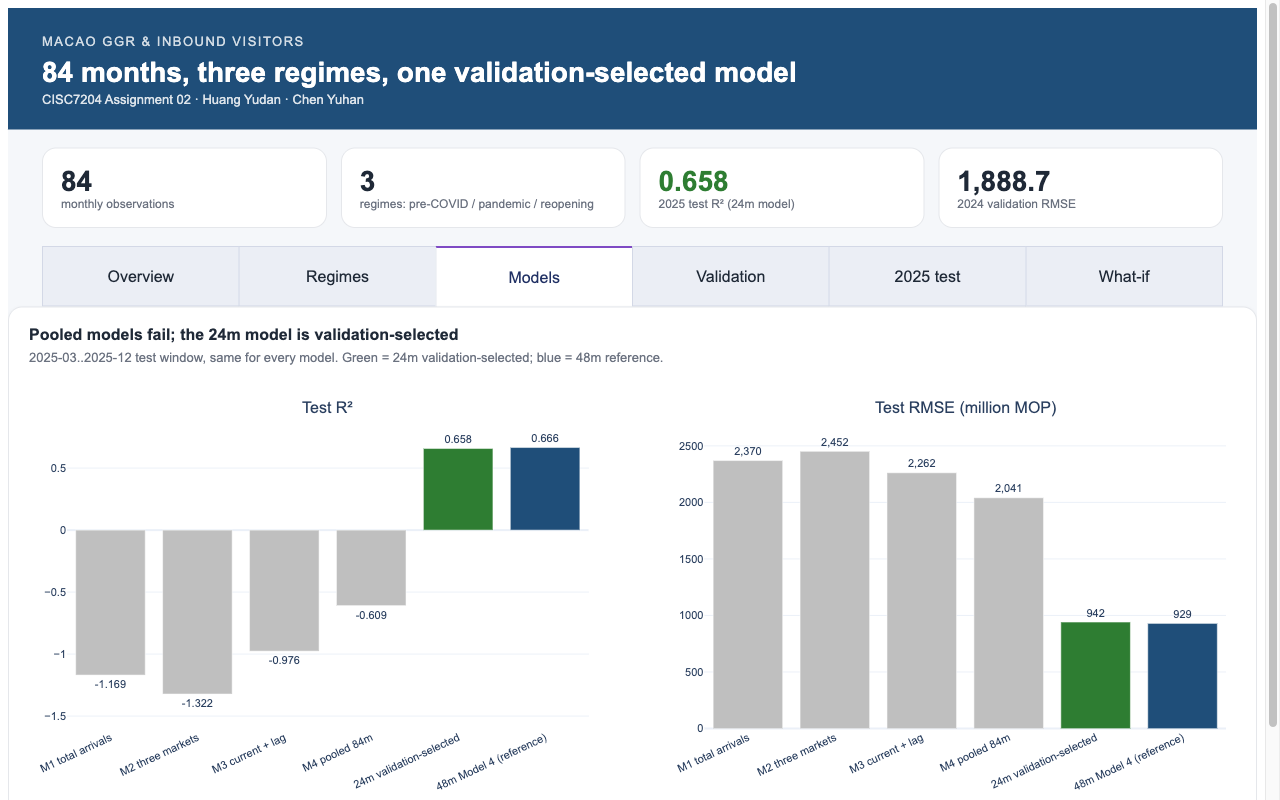 MACAO GGR & INBOUND VISITORS
84 months, three regimes, one validation-selected model
CISC7204 Assignment 02 · Huang Yudan · Chen Yuhan
84
monthly observations
3
regimes: pre-COVID / pandemic / reopening
0.658
2025 test R² (24m model)
1,888.7
2024 validation RMSE
Overview
Regimes
Models
Validation
2025 test
What-if
Pooled models fail; the 24m model is validation-selected
2025-03..2025-12 test window, same for every model. Green = 24m validation-selected; blue = 48m reference.
Test R²
0.5
0
−0.5
−1
−1.5
-1.169
-1.322
-0.976
-0.609
0.658
0.666
M1 total arrivals
M2 three markets
M3 current + lag
M4 pooled 84m
24m validation-selected
48m Model 4 (reference)
Test RMSE (million MOP)
2500
2000
1500
1000
500
0
2,370
2,452
2,262
2,041
942
929
M1 total arrivals
M2 three markets
M3 current + lag
M4 pooled 84m
24m validation-selected
48m Model 4 (reference)